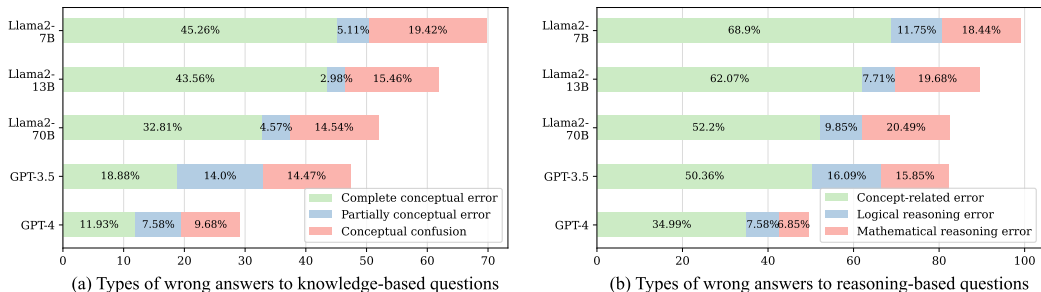 Llama2-
7B
45.26%
5.11%
19.42%
Llama2-
13B
43.56%
2.98%
15.46%
Llama2-
70B
32.81%
4.57%
14.54%
GPT-3.5
18.88%
14.0%
14.47%
GPT-4
11.93%
7.58%
9.68%
Complete conceptual error
Partially conceptual error
Conceptual confusion
0 10 20 30 40 50 60 70
(a) Types of wrong answers to knowledge-based questions
Llama2-
7B
68.9%
11.75%
18.44%
Llama2-
13B
62.07%
7.71%
19.68%
Llama2-
70B
52.2%
9.85%
20.49%
GPT-3.5
50.36%
16.09%
15.85%
GPT-4
34.99%
7.58%
6.85%
Concept-related error
Logical reasoning error
Mathematical reasoning error
0 20 40 60 80 100
(b) Types of wrong answers to reasoning-based questions